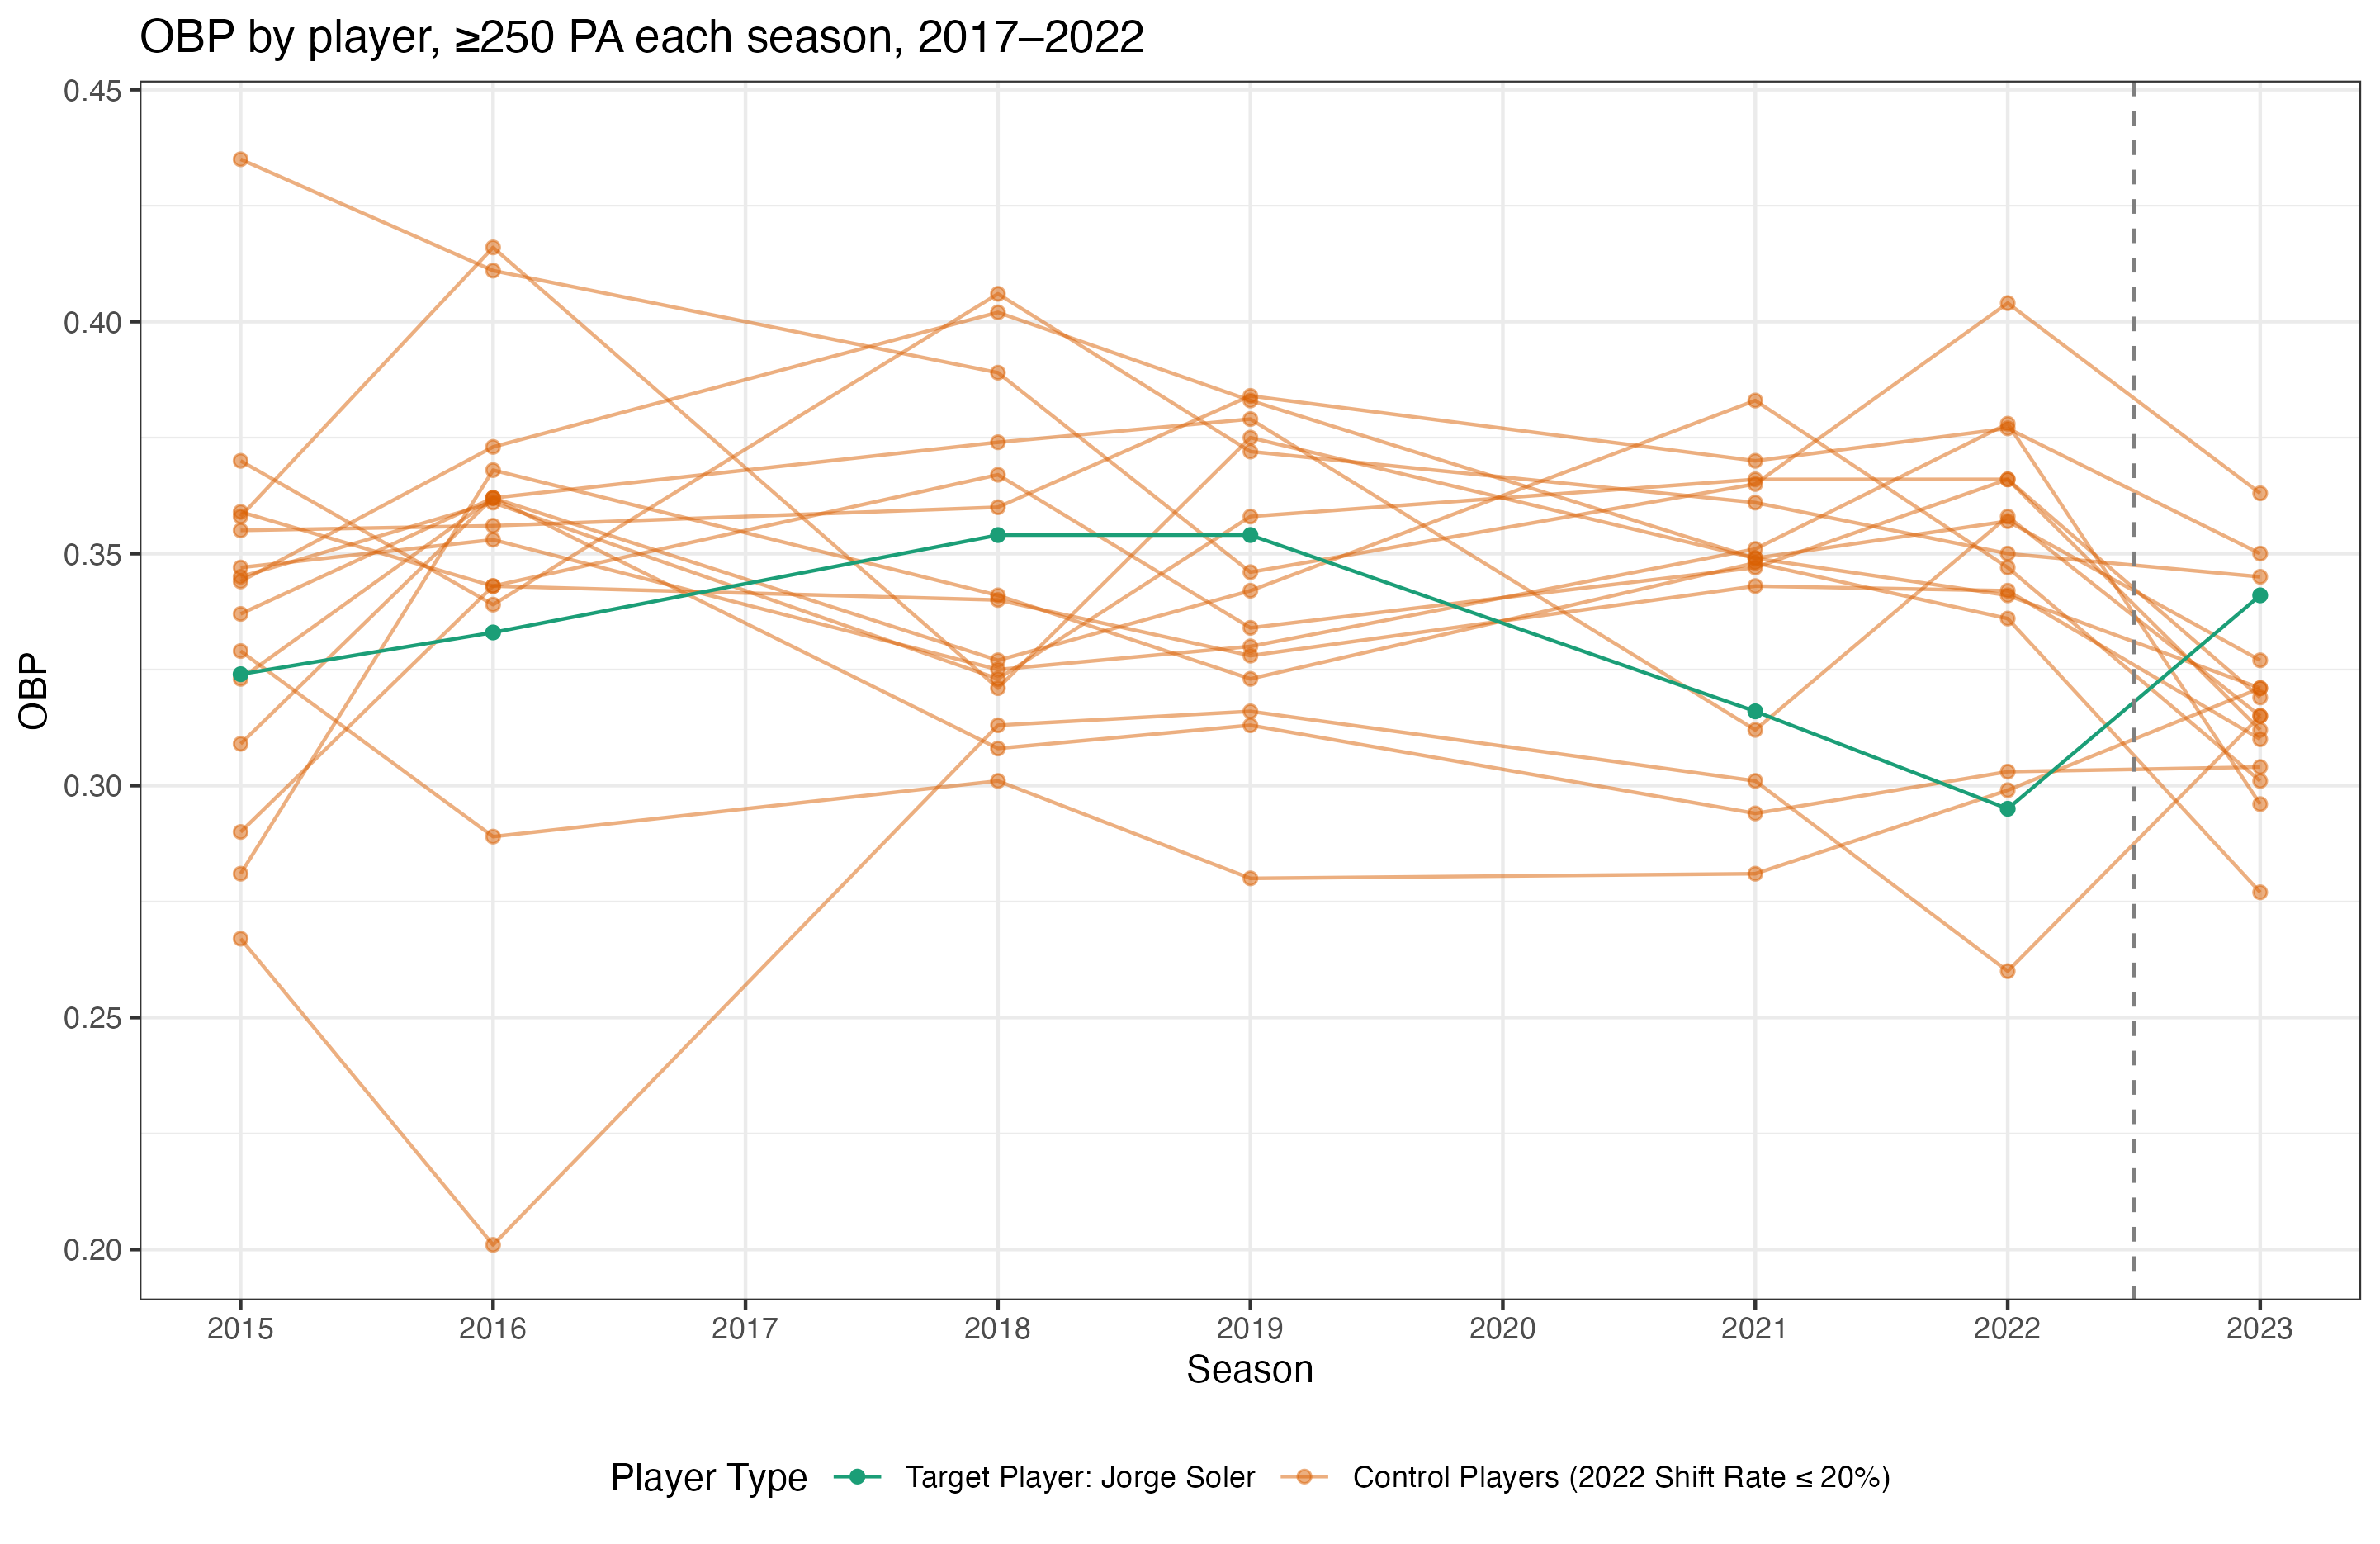 OBP by player, ≥250 PA each season, 2017–2022
0.45
0.40
0.35
0.30
0.25
0.20
OBP
2015 2016 2017 2018 2019 2020 2021 2022 2023
Season
Player Type Target Player: Jorge Soler Control Players (2022 Shift Rate ≤ 20%)